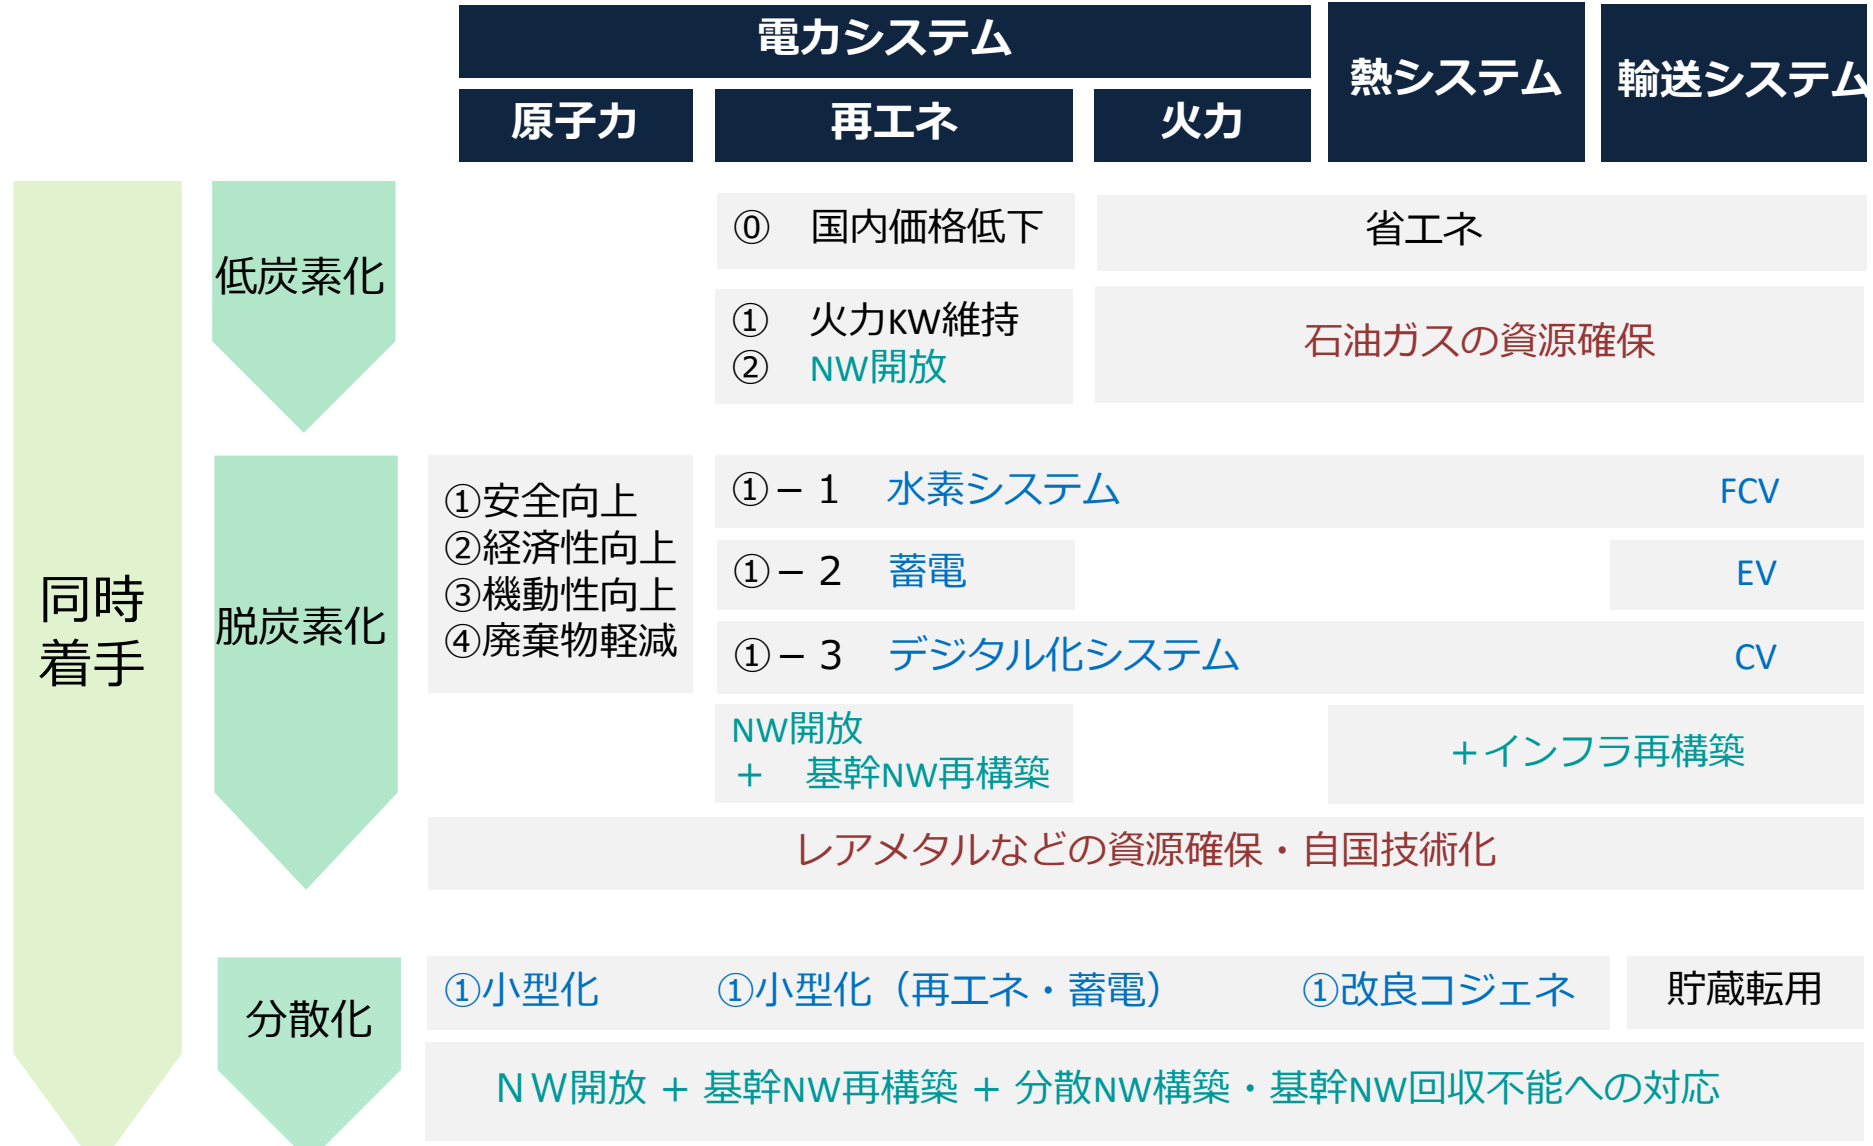 電力システム
熱システム
輸送システム
原子力
再エネ
火力
同時
着手
低炭素化
⓪ 国内価格低下
省エネ
① 火力KW維持
② NW開放
石油ガスの資源確保
脱炭素化
①安全向上
②経済性向上
③機動性向上
④廃棄物軽減
①－1 水素システム
FCV
①－2 蓄電
EV
①－3 デジタル化システム
CV
NW開放
＋ 基幹NW再構築
＋インフラ再構築
レアメタルなどの資源確保・自国技術化
分散化
①小型化
①小型化（再エネ・蓄電）
①改良コジェネ
貯蔵転用
ＮＷ開放 ＋ 基幹NW再構築 ＋ 分散NW構築・基幹NW回収不能への対応